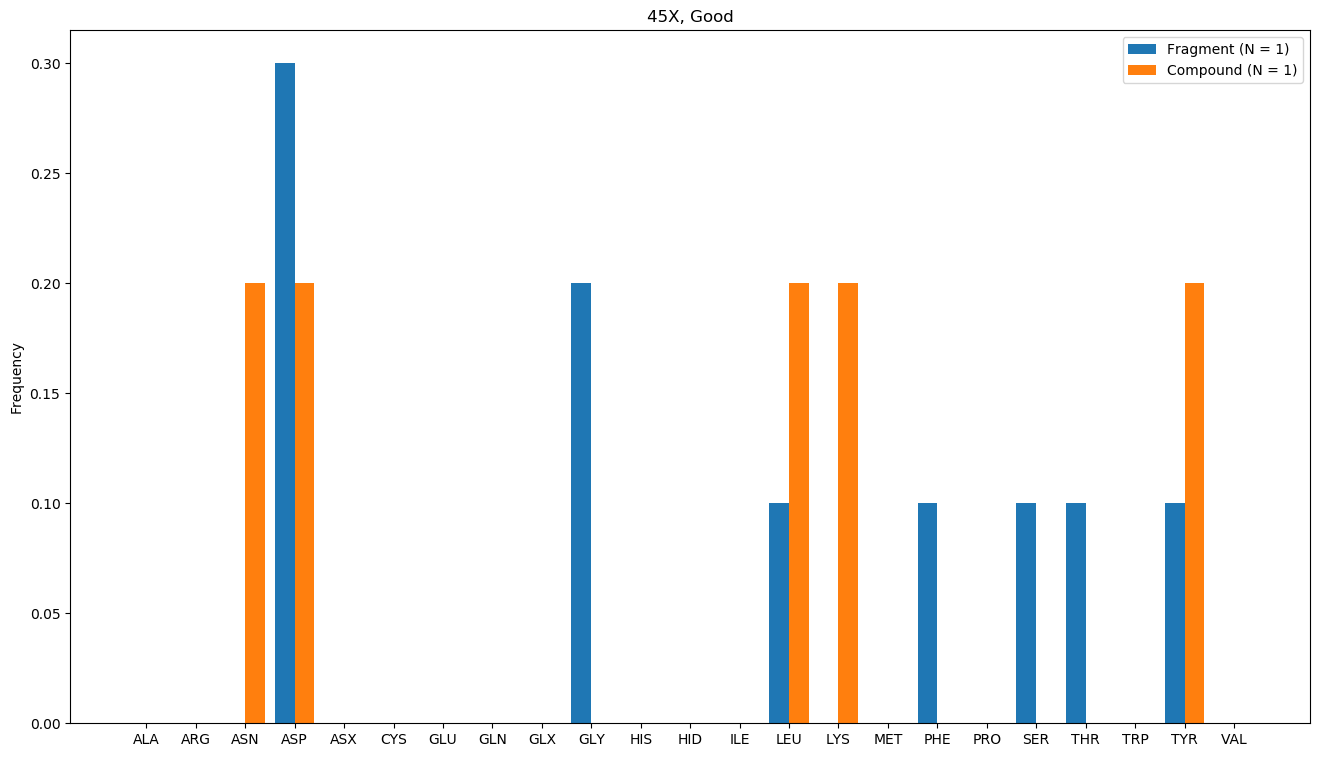 45X, Good
Fragment (N = 1)
Compound (N = 1)
Frequency
0.30
0.25
0.20
0.15
0.10
0.05
0.00
ALA ARG ASN ASP ASX CYS GLU GLN GLX GLY HIS HID ILE LEU LYS MET PHE PRO SER THR TRP TYR VAL